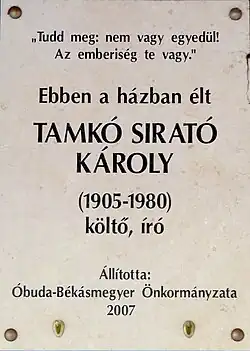 „Tudd meg: nem vagy egyedül!
Az emberiség te vagy."
Ebben a házban élt
TAMKÓ SIRATÓ
KÁROLY
(1905-1980)
költő, író
Állította:
Óbuda-Békásmegyer Önkormányzata
2007